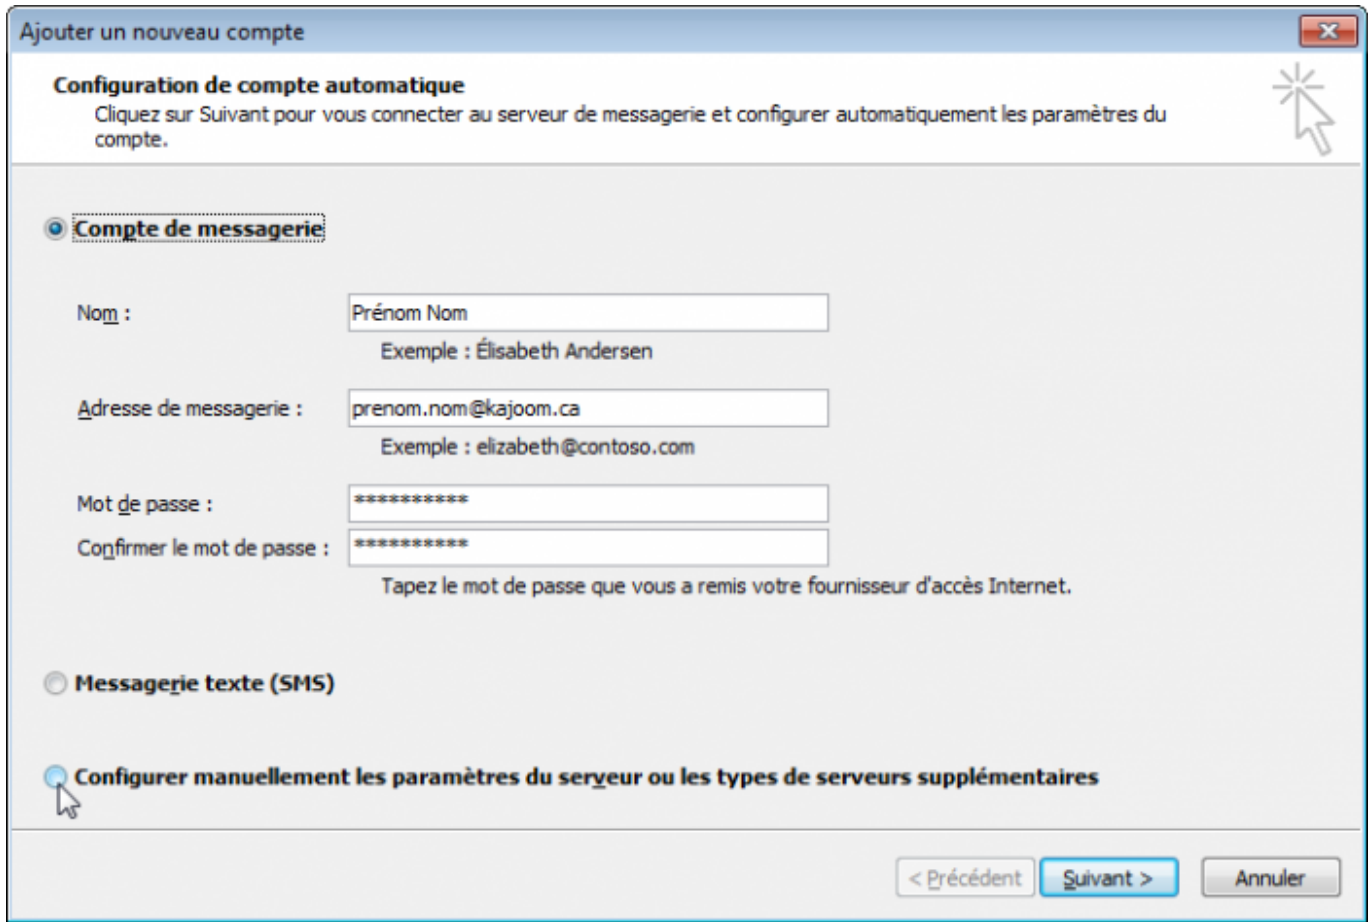 Ajouter un nouveau compte
Configuration de compte automatique
Cliquez sur Suivant pour vous connecter au serveur de messagerie et configurer automatiquement les paramètres du
compte.
Compte de messagerie
Nom : Prénom Nom
Exemple : Élisabeth Andersen
Adresse de messagerie : prenom.nom@kajoom.ca
Exemple : elizabeth@contoso.com
Mot de passe : **********
Confirmer le mot de passe : **********
Tapez le mot de passe que vous a remis votre fournisseur d'accès Internet.
Messagerie texte (SMS)
Configurer manuellement les paramètres du serveur ou les types de serveurs supplémentaires
< Précédent Suivant > Annuler